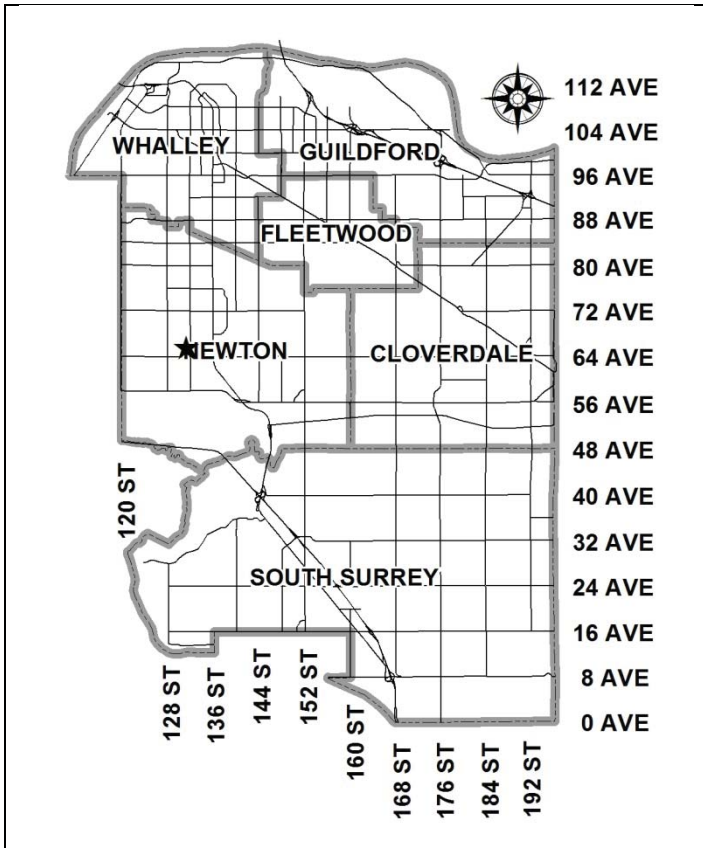 112 AVE
104 AVE
WHALLEY
GUILDFORD
96 AVE
88 AVE
FLEETWOOD
80 AVE
72 AVE
NEWTON
CLOVERDALE
64 AVE
56 AVE
48 AVE
120 ST
40 AVE
32 AVE
SOUTH SURREY
24 AVE
16 AVE
128 ST
136 ST
144 ST
152 ST
8 AVE
160 ST
0 AVE
168 ST
176 ST
184 ST
192 ST